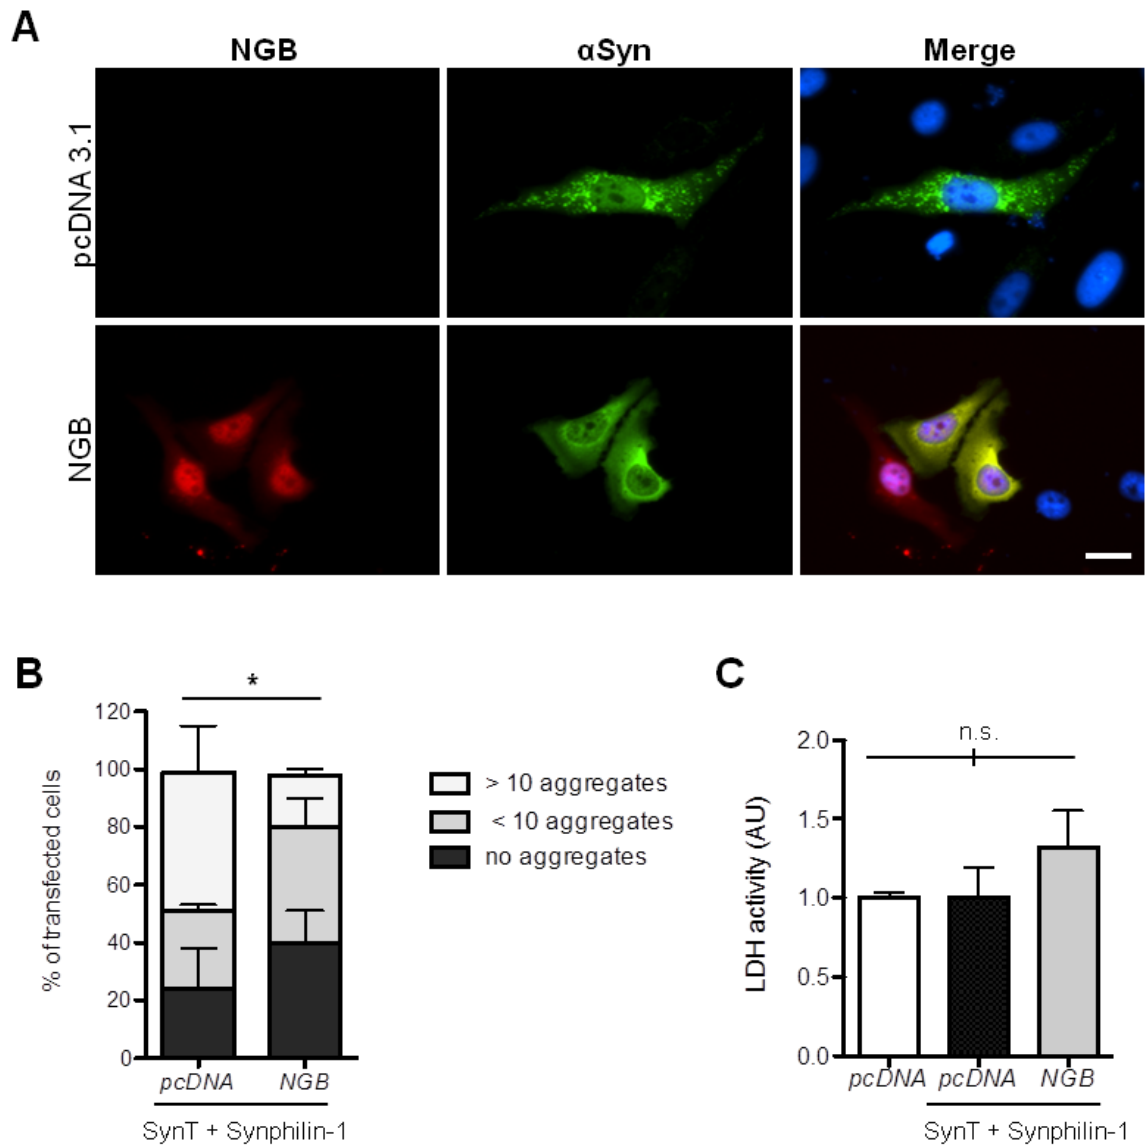 A
NGB αSyn Merge
pcDNA 3.1
NGB
B
*
120
100
80
60
40
20
0
% of transfected cells
pcDNA NGB
SynT + Synphilin-1
> 10 aggregates
< 10 aggregates
no aggregates
C
n.s.
2.0
1.5
1.0
0.5
0.0
LDH activity (AU)
pcDNA pcDNA NGB
SynT + Synphilin-1